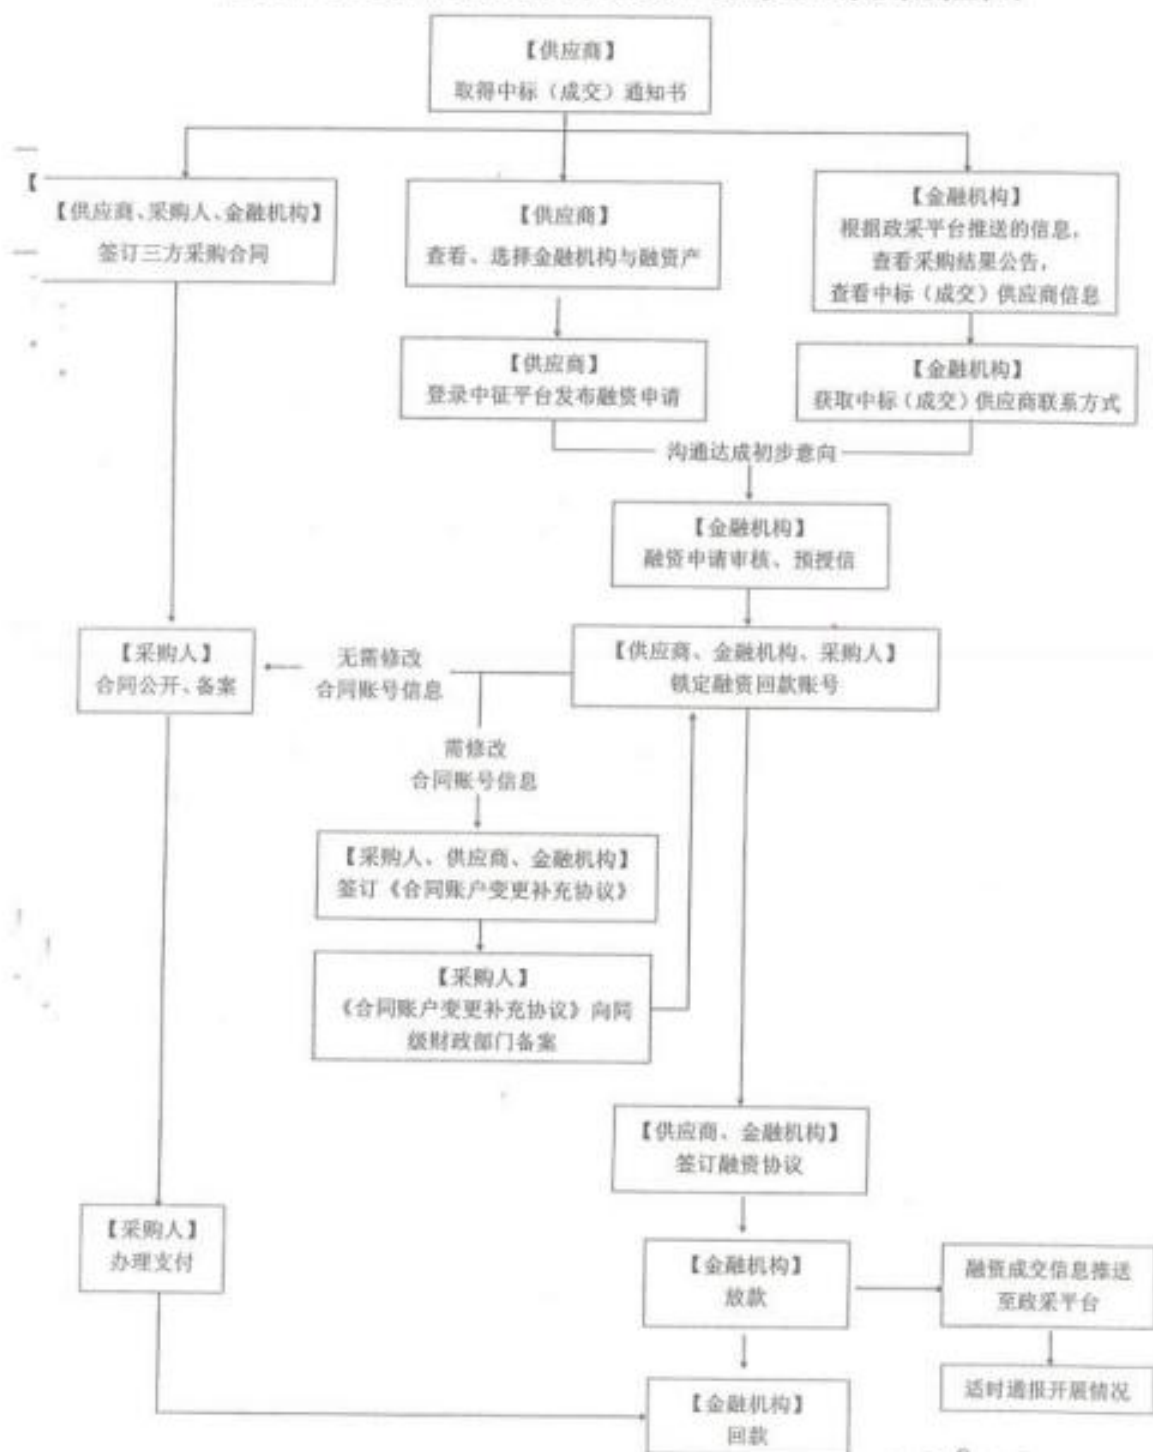 【供应商】
取得中标（成交）通知书
【
【供应商、采购人、金融机构】
签订三方采购合同
【供应商】
查看、选择金融机构与融资产
【金融机构】
根据政采平台推送的信息，
查看采购结果公告，
查看中标（成交）供应商信息
【供应商】
登录中征平台发布融资申请
【金融机构】
获取中标（成交）供应商联系方式
沟通达成初步意向
【金融机构】
融资申请审核、预授信
【采购人】
合同公开、备案
无需修改
合同账号信息
【供应商、金融机构、采购人】
锁定融资回款账号
需修改
合同账号信息
【采购人、供应商、金融机构】
签订《合同账户变更补充协议》
【采购人】
《合同账户变更补充协议》向同
级财政部门备案
【供应商、金融机构】
签订融资协议
【采购人】
办理支付
【金融机构】
放款
融资成交信息推送
至政采平台
适时通报开展情况
【金融机构】
回款